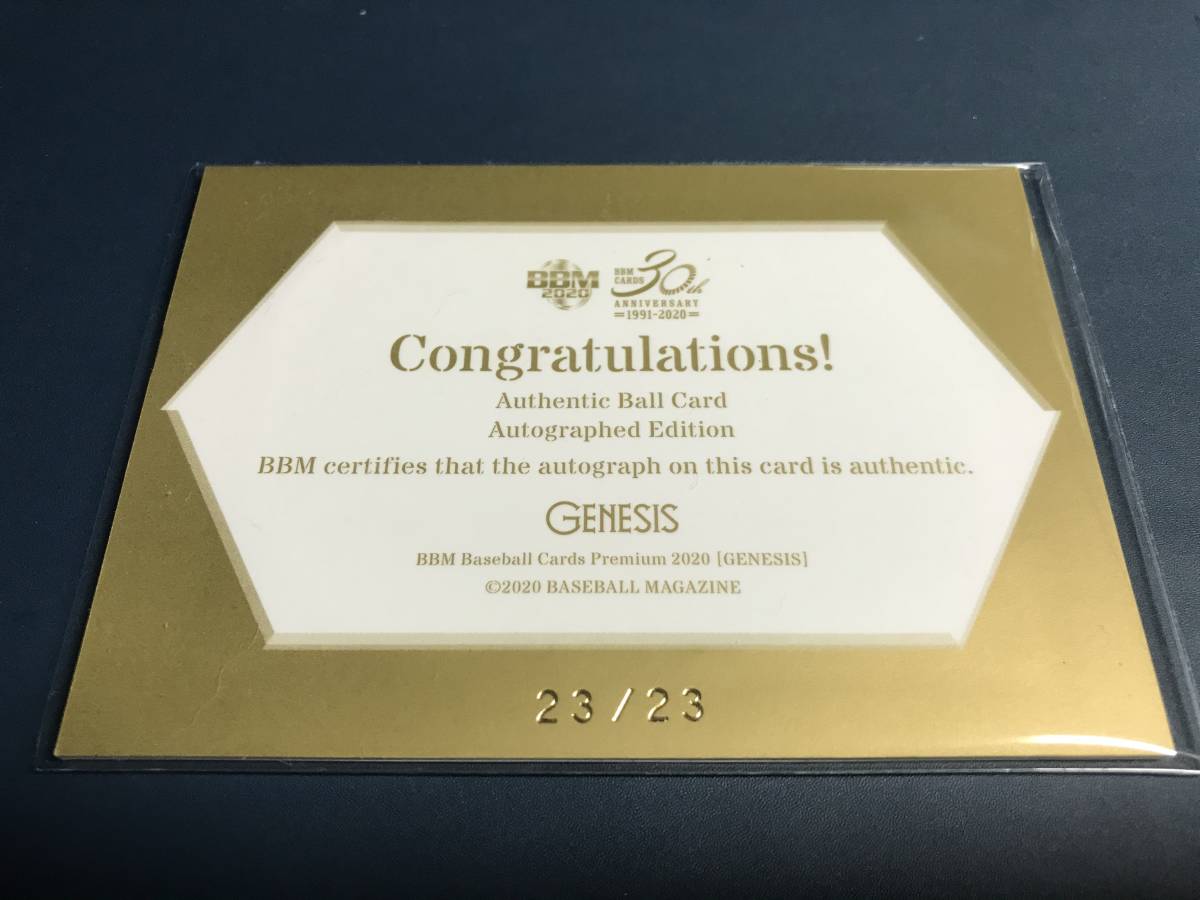 BBM
2020
BBM
CARDS
30th
ANNIVERSARY
=1991-2020=
Congratulations!
Authentic Ball Card
Autographed Edition
BBM certifies that the autograph on this card is authentic.
GENESIS
BBM Baseball Cards Premium 2020 [GENESIS]
©2020 BASEBALL MAGAZINE
23/23